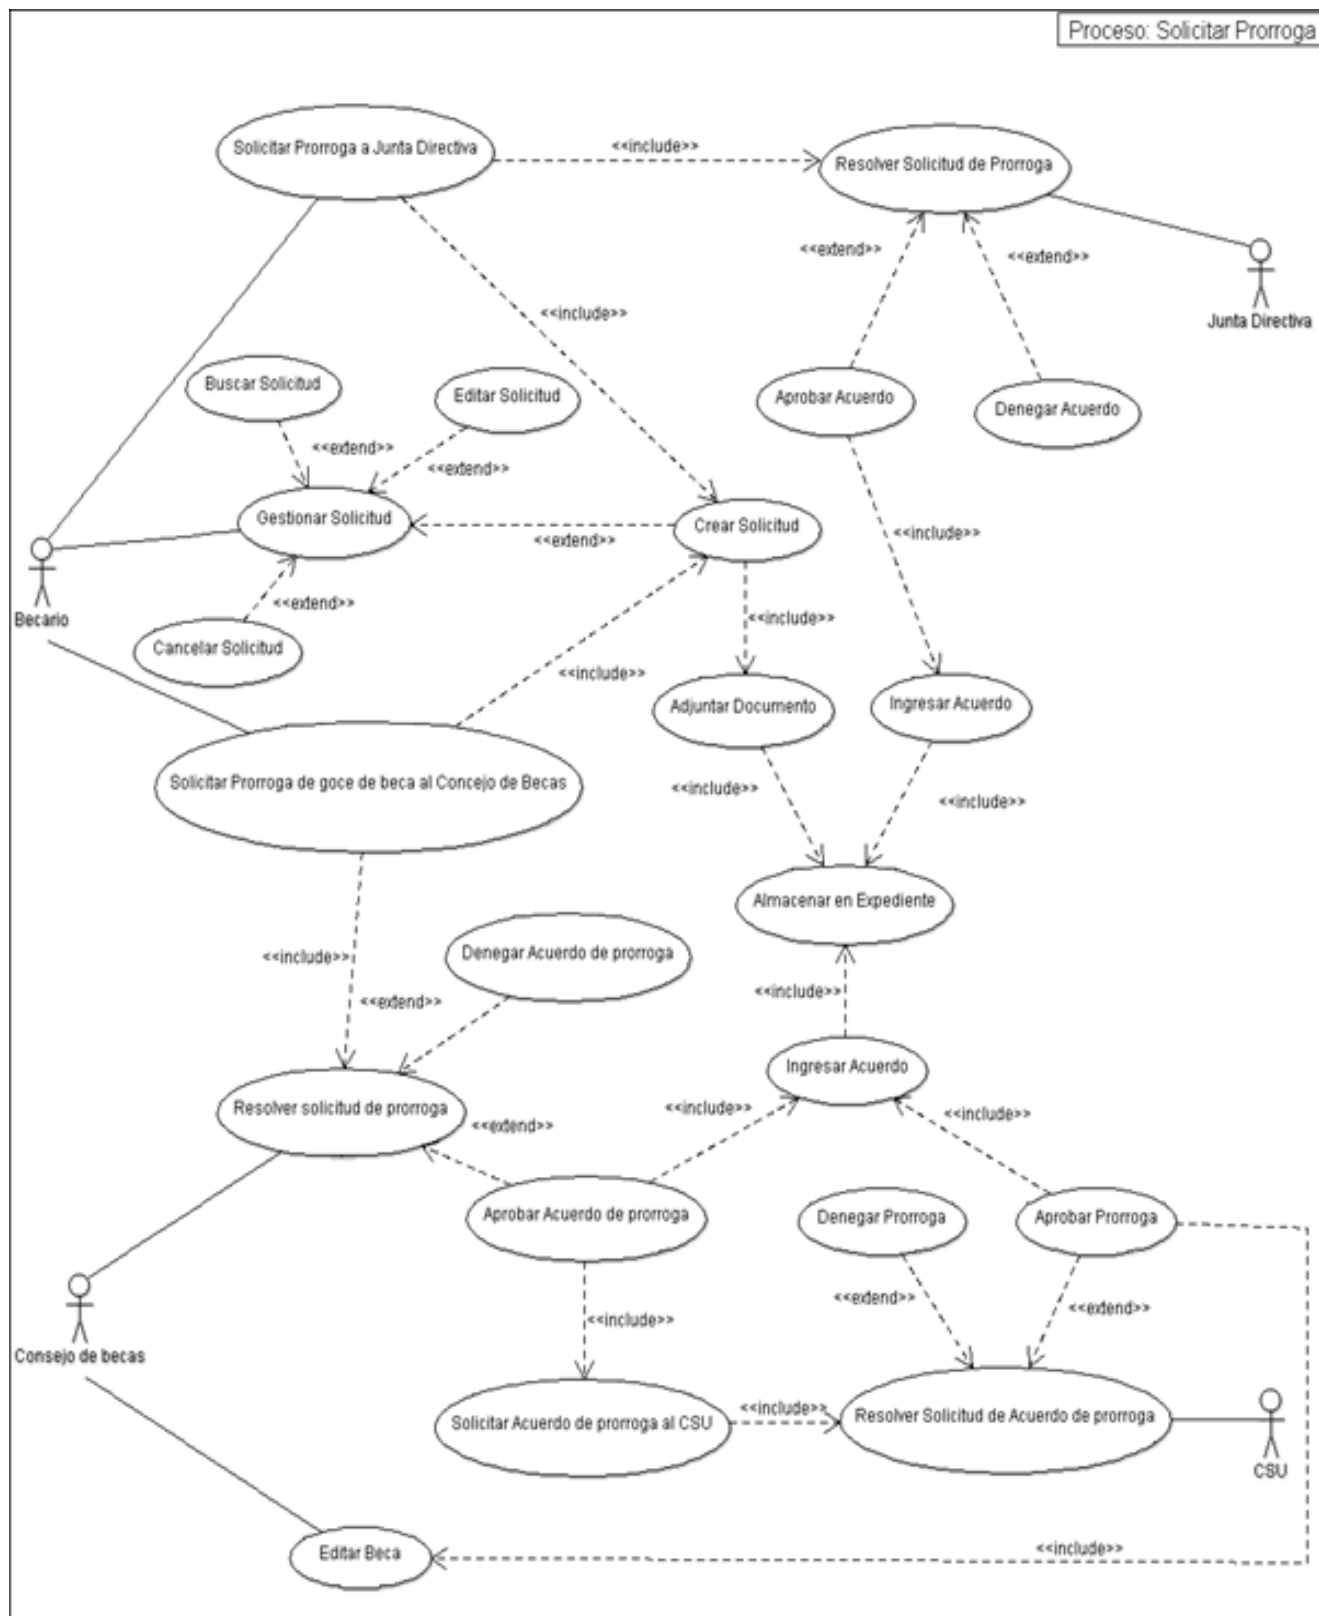 Proceso: Solicitar Prorroga
Solicitar Prorroga a Junta Directiva
<<include>>
Resolver Solicitud de Prorroga
<<extend>>
<<extend>>
Junta Directiva
<<include>>
Buscar Solicitud
Editar Solicitud
Aprobar Acuerdo
Denegar Acuerdo
<<extend>>
<<extend>>
Gestionar Solicitud
Crear Solicitud
<<extend>>
<<include>>
Becario
<<extend>>
<<include>>
Cancelar Solicitud
<<include>>
Adjuntar Documento
Ingresar Acuerdo
Solicitar Prorroga de goce de beca al Concejo de Becas
<<include>>
<<include>>
Almacenar en Expediente
Denegar Acuerdo de prorroga
<<include>>
<<include>>
<<extend>>
Ingresar Acuerdo
Resolver solicitud de prorroga
<<include>>
<<include>>
<<extend>>
Aprobar Acuerdo de prorroga
Denegar Prorroga
Aprobar Prorroga
<<extend>>
<<extend>>
<<include>>
Consejo de becas
Solicitar Acuerdo de prorroga al CSU
<<include>>
Resolver Solicitud de Acuerdo de prorroga
CSU
Editar Beca
<<include>>